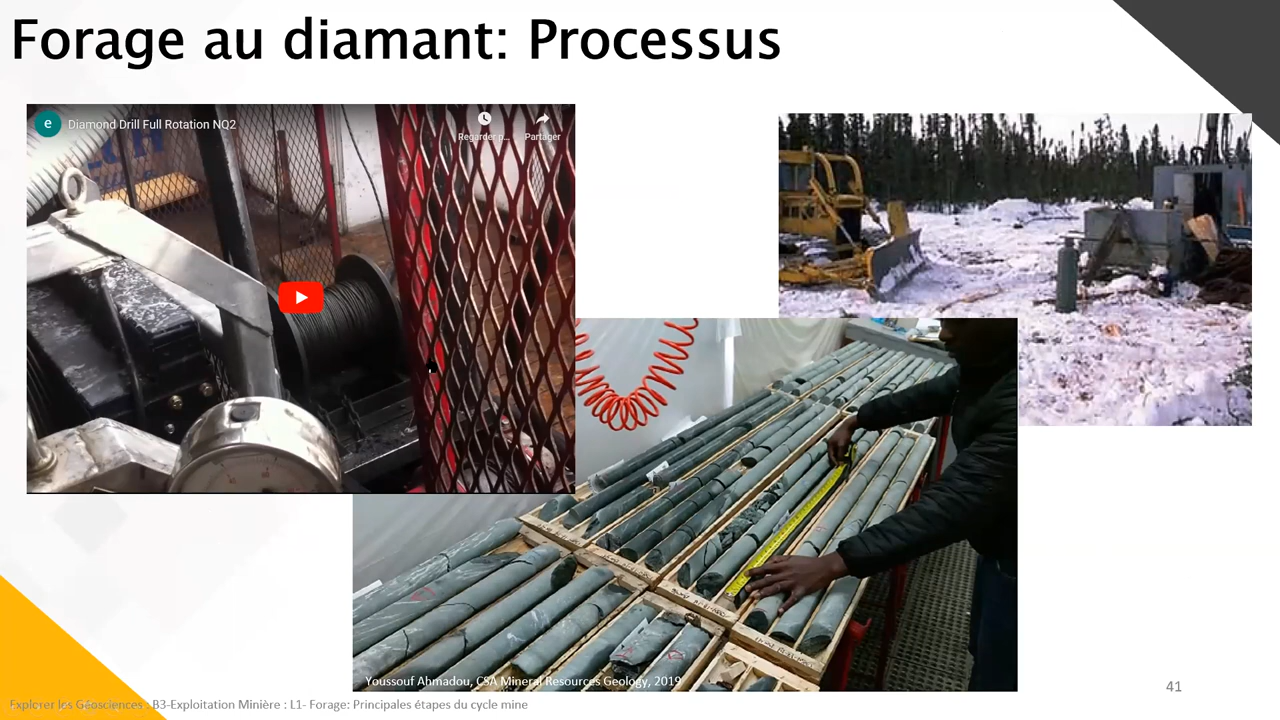 Forage au diamant: Processus
e
Diamond Drill Full Rotation NQ2
Regarder p...
Partager
Youssouf Ahmadou, CSA Mineral Resources Geology, 2019
41
Explorer les Géosciences : B3-Exploitation Minière : L1- Forage: Principales étapes du cycle mine